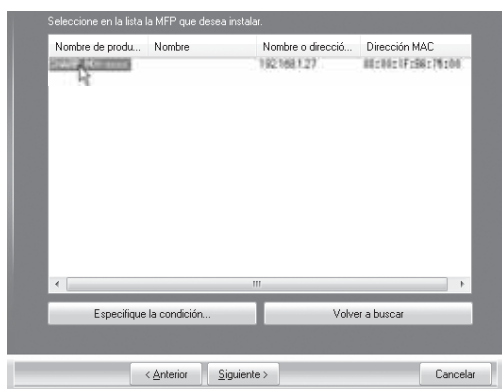 Seleccione en la lista la MFP que desea instalar.
Nombre de produ... Nombre Nombre o direcció... Dirección MAC
192.168.1.27
Especifique la condición... Volver a buscar
< Anterior Siguiente > Cancelar